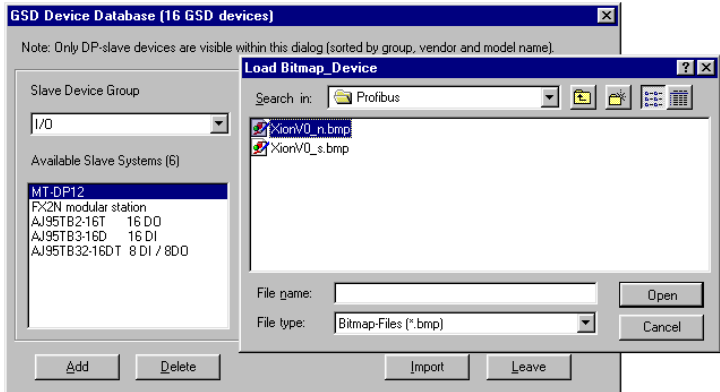 GSD Device Database (16 GSD devices)
Note: Only DP-slave devices are visible within this dialog (sorted by group, vendor and model name).
Slave Device Group
I/O
Available Slave Systems (6)
MT-DP12
FX2N modular station
AJ95TB2-16T 16 DO
AJ95TB3-16D 16 DI
AJ95TB32-16DT 8 DI / 8DO
Add
Delete
Import
Leave
Load Bitmap_Device
Search in:
Profibus
XionV0_n.bmp
XionV0_s.bmp
File name:
Open
File type:
Bitmap-Files (*.bmp)
Cancel